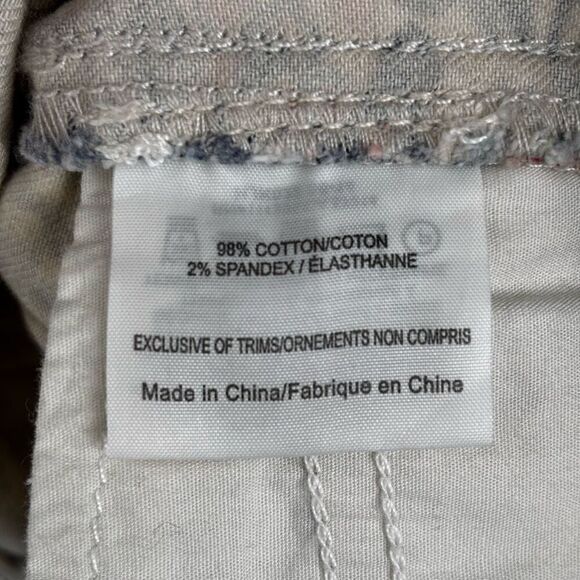 98% COTTON/COTON
2% SPANDEX / ÉLASTHANNE
EXCLUSIVE OF TRIMS/ORNEMENTS NON COMPRIS
Made in China/Fabrique en Chine